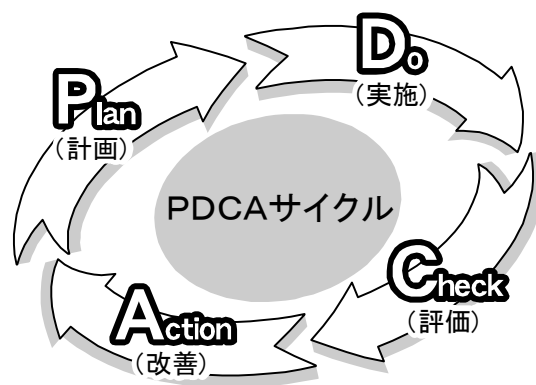 Plan
(計画)
Do
(実施)
PDCAサイクル
Check
(評価)
Action
(改善)